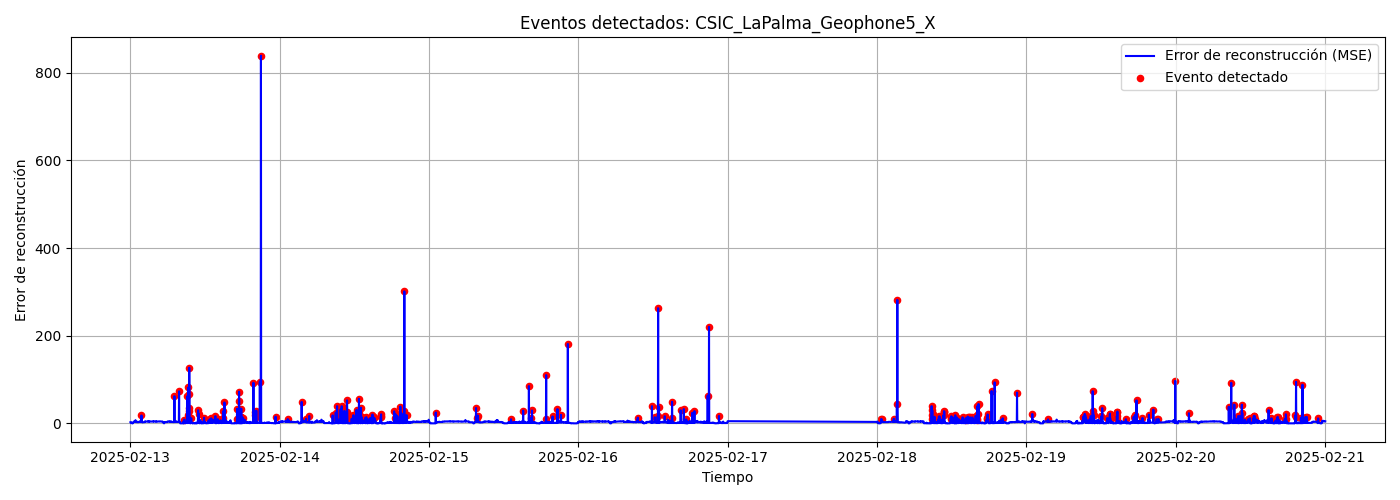 Eventos detectados: CSIC_LaPalma_Geophone5_X
Error de reconstrucción (MSE)
Evento detectado
Error de reconstrucción
800
600
400
200
0
2025-02-13 2025-02-14 2025-02-15 2025-02-16 2025-02-17 2025-02-18 2025-02-19 2025-02-20 2025-02-21
Tiempo